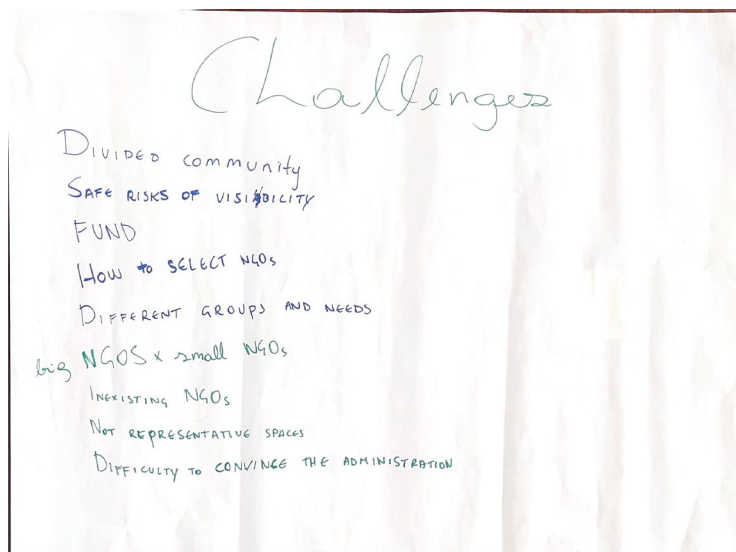 Challenges
DIVIDED community
SAFE RISKS OF VISIBILITY
FUND
HOW to SELECT NGOs
DIFFERENT GROUPS AND NEEDS
big NGOS x small NGOs
INEXISTING NGOs
NOT REPRESENTATIVE SPACES
DIFFICULTY TO CONVINCE THE ADMINISTRATION